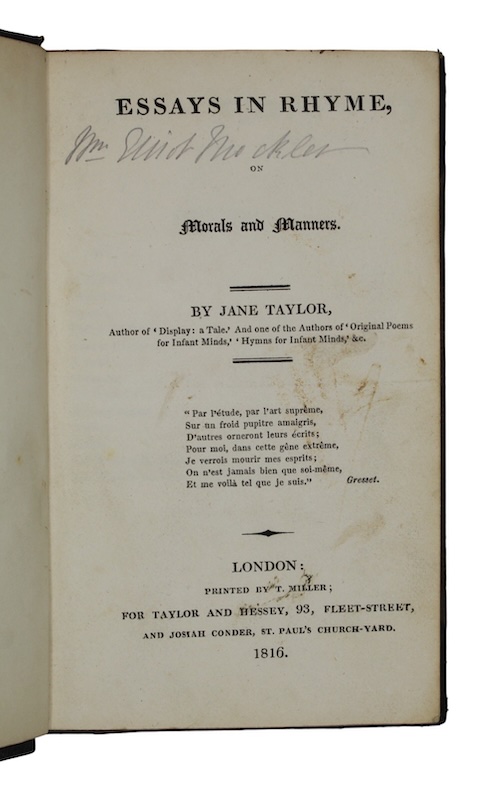 ESSAYS IN RHYME,
Wm Elliot Mockler
ON
Morals and Manners.
BY JANE TAYLOR,
Author of ‘Display: a Tale.’ And one of the Authors of ‘Original Poems
for Infant Minds,’ ‘Hymns for Infant Minds,’ &c.
“Par l'étude, par l'art suprême,
Sur un froid pupitre amaigris,
D'autres orneront leurs écrits;
Pour moi, dans cette gêne extrême,
Je verrois mourir mes esprits;
On n'est jamais bien que soi-même,
Et me voilà tel que je suis.” Gresset.
LONDON:
PRINTED BY T. MILLER;
FOR TAYLOR AND HESSEY, 93, FLEET-STREET,
AND JOSIAH CONDER, ST. PAUL'S CHURCH-YARD.
1816.